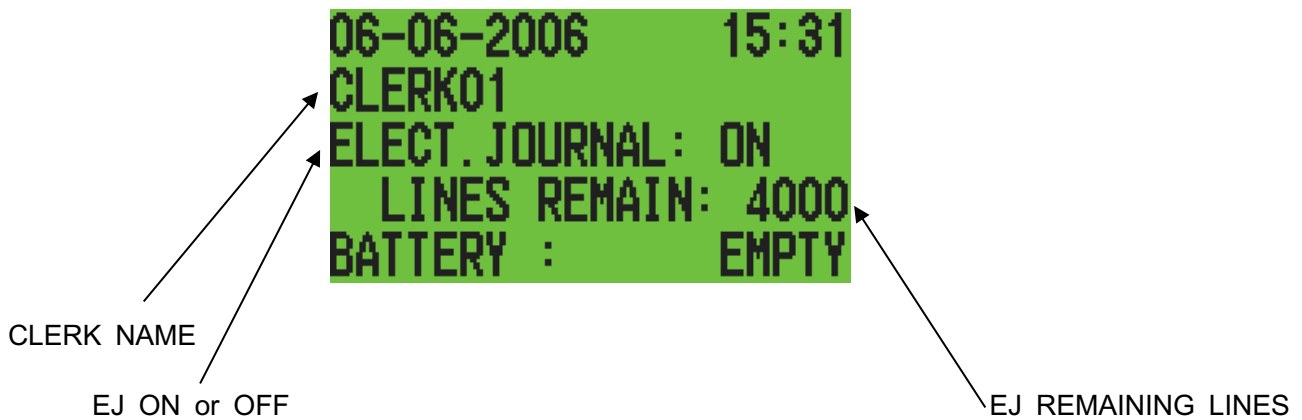 06-06-2006 15:31
CLERK01
ELECT.JOURNAL: ON
LINES REMAIN: 4000
BATTERY : EMPTY
CLERK NAME
EJ ON or OFF
EJ REMAINING LINES